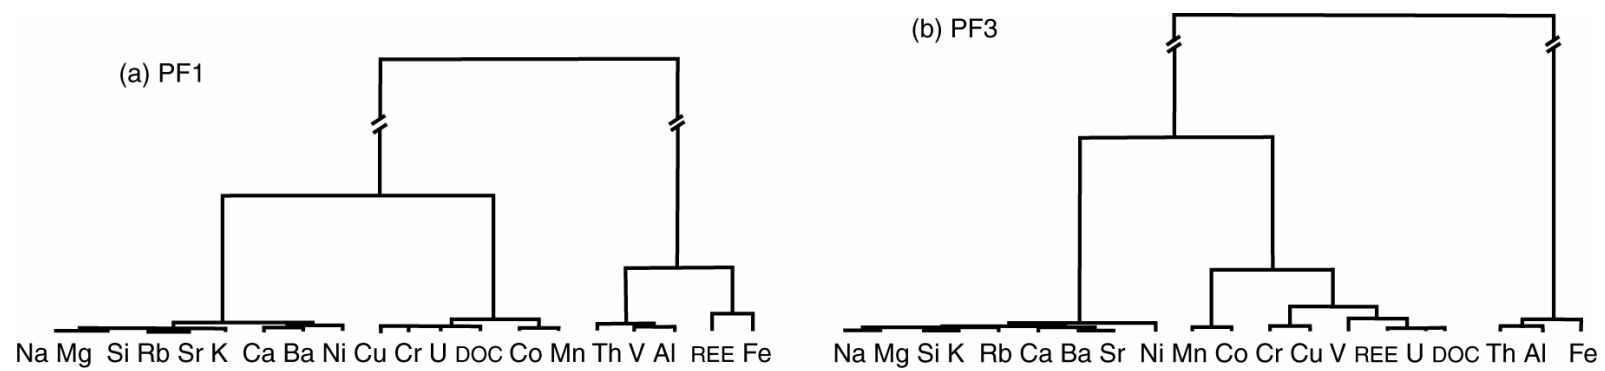 (a) PF1
Na Mg Si Rb Sr K Ca Ba Ni Cu Cr U DOC Co Mn Th V Al REE Fe
(b) PF3
Na Mg Si K Rb Ca Ba Sr Ni Mn Co Cr Cu V REE U DOC Th Al Fe